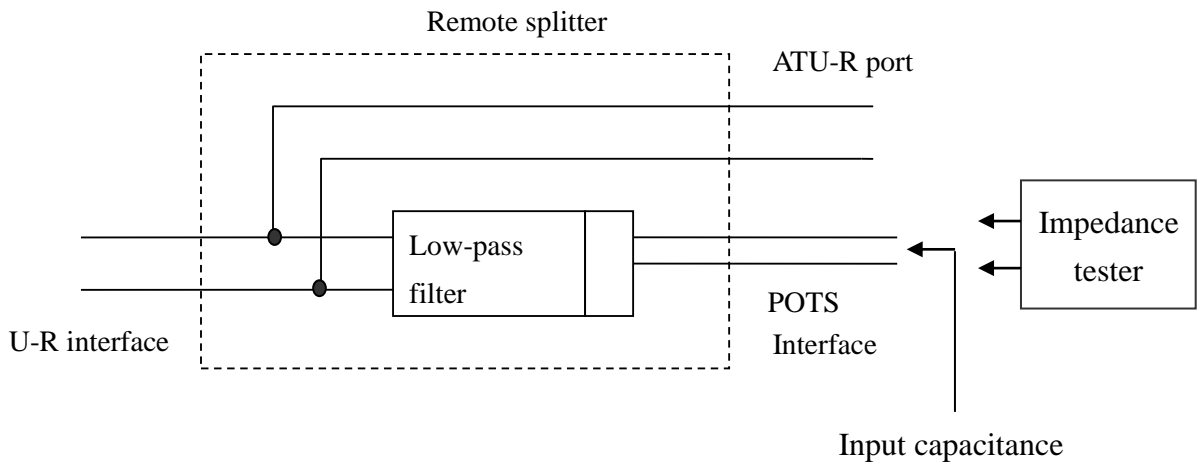 Remote splitter
ATU-R port
Low-pass
filter
Impedance
tester
POTS
Interface
U-R interface
Input capacitance